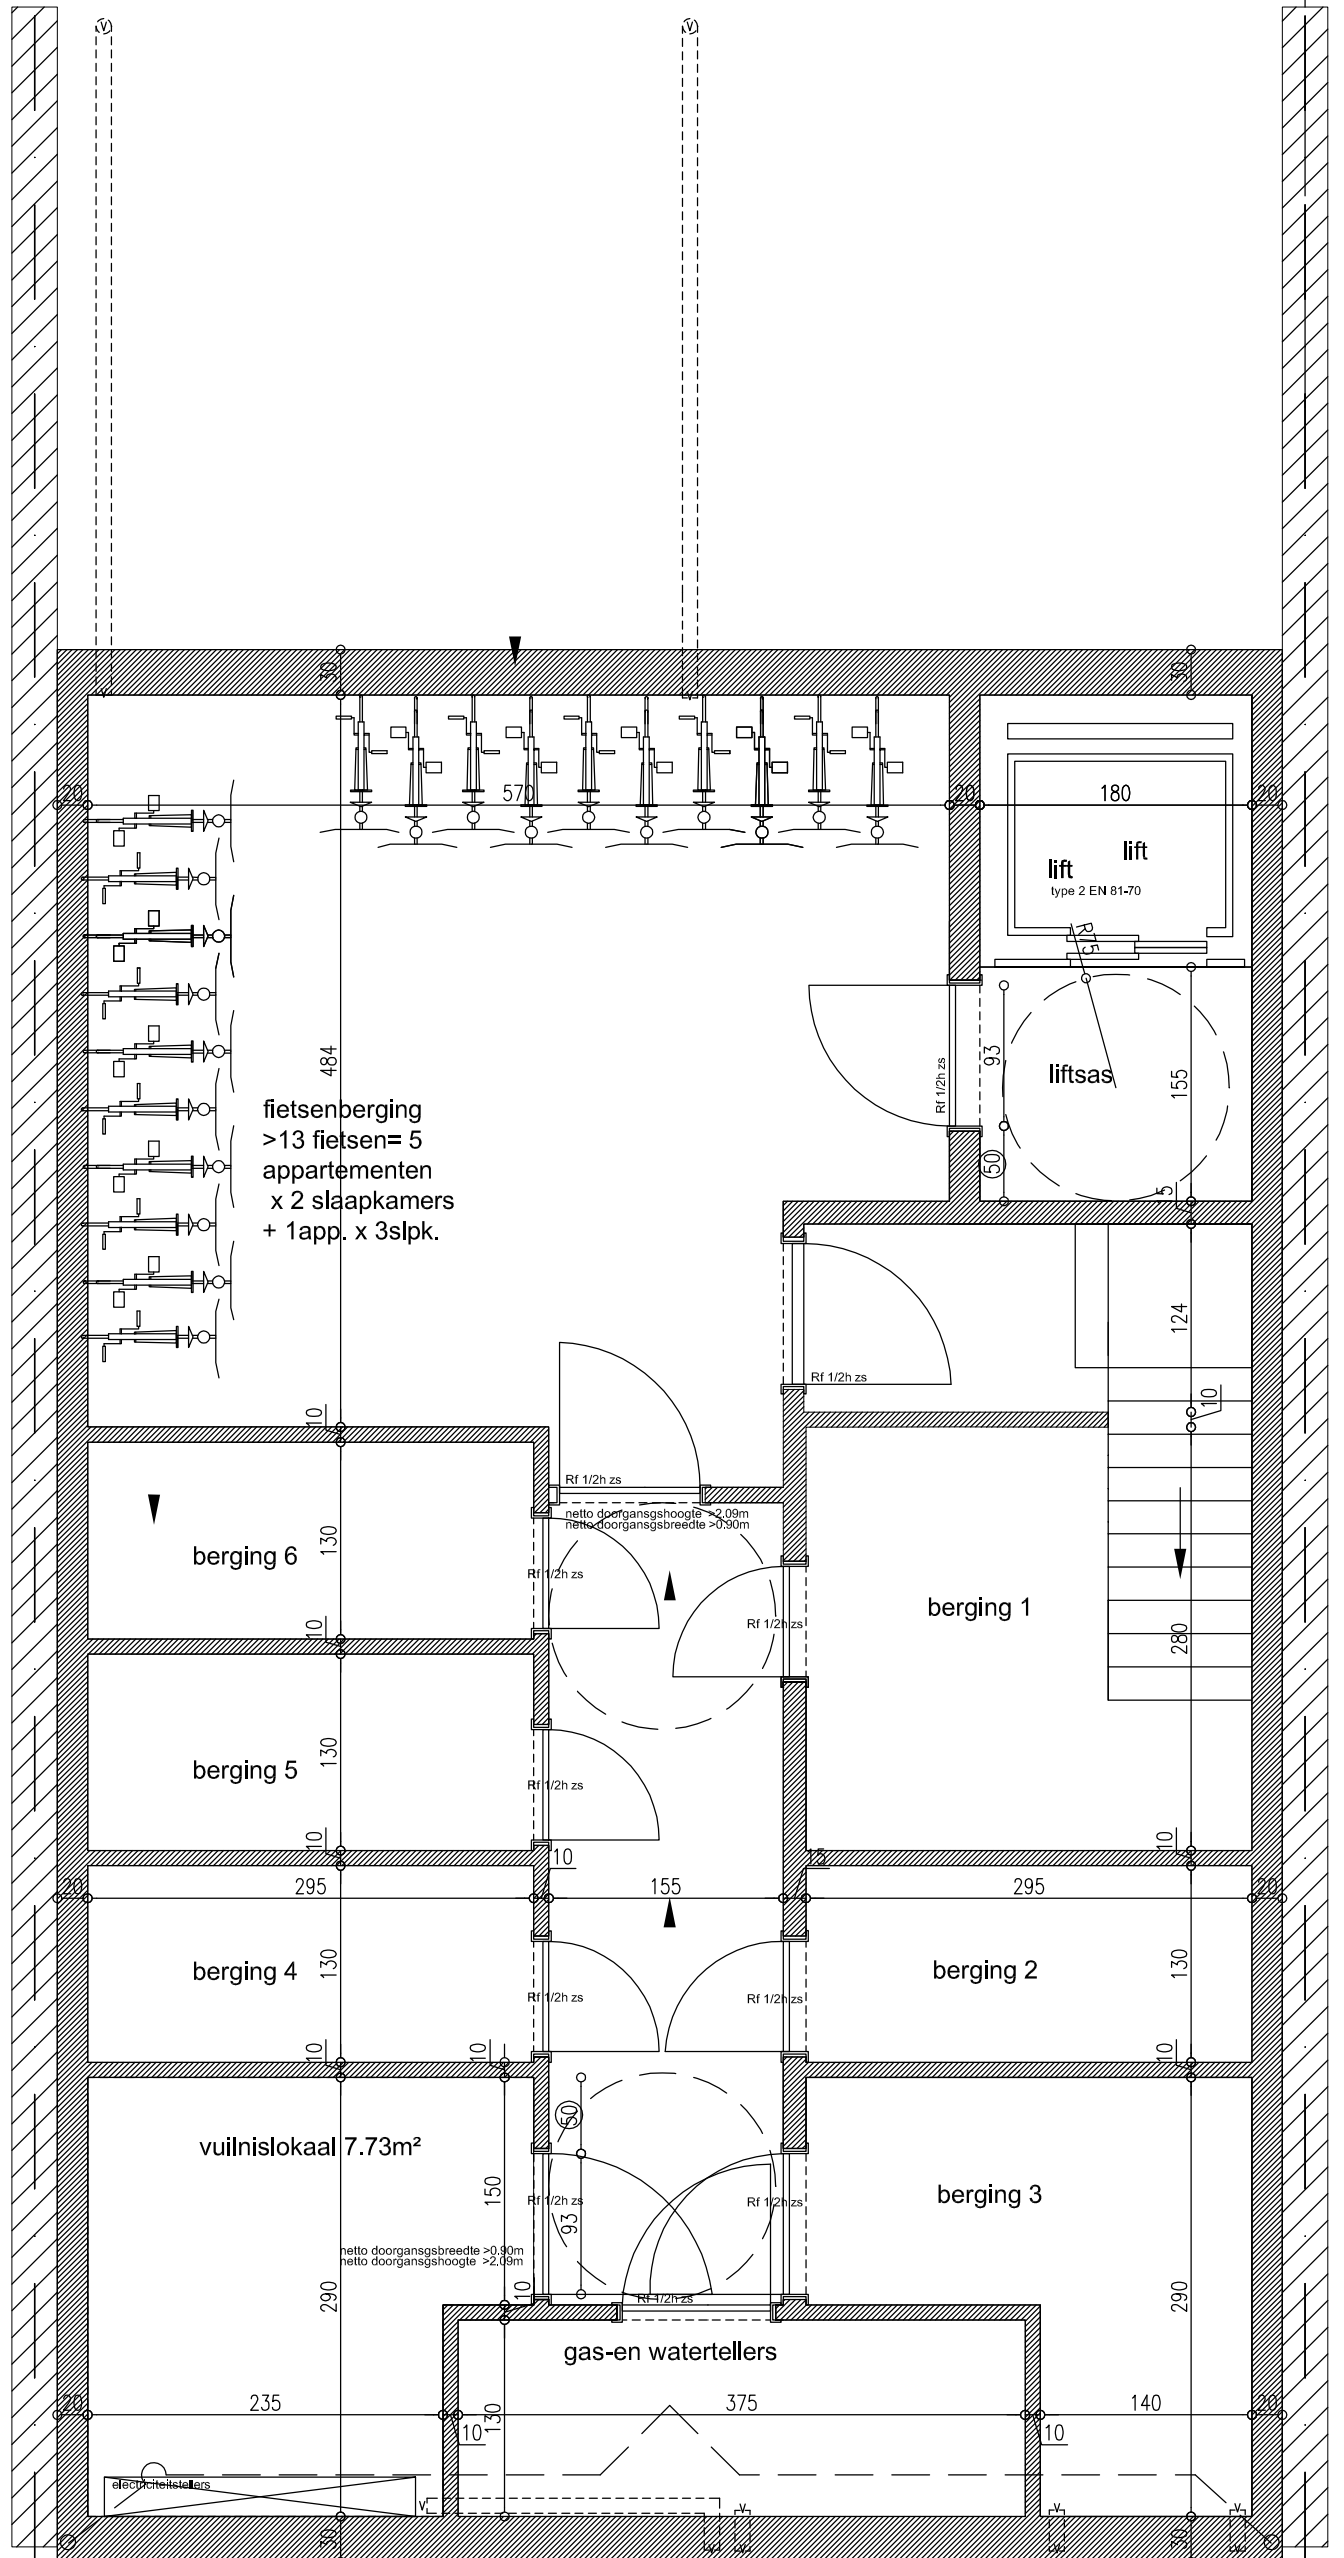 V
V
30
30
V
V
20
570
20
180
20
lift
lift
type 2 EN 81-70
R75
Rf 1/2h zs
93
liftsas
155
484
50
5
fietsenberging
>13 fietsen= 5
appartementen
x 2 slaapkamers
+ 1app. x 3slpk.
124
Rf 1/2h zs
10
10
Rf 1/2h zs
netto doorgansgshoogte >2.09m
netto doorgansgsbreedte >0.90m
130
berging 6
Rf 1/2h zs
berging 1
Rf 1/2h zs
10
280
130
berging 5
Rf 1/2h zs
10
10
15
10
20
295
155
295
20
berging 4
130
berging 2
130
Rf 1/2h zs
Rf 1/2h zs
10
10
10
50
vuilnislokaal 7.73m²
150
berging 3
Rf 1/2h zs
Rf 1/2h zs
93
netto doorgansgsbreedte >0.90m
netto doorgansgshoogte >2.09m
290
10
Rf 1/2h zs
290
gas-en watertellers
20
235
10
130
375
10
140
20
electriciteitstellers
V
V
V
V
30
V
V
V
V
30